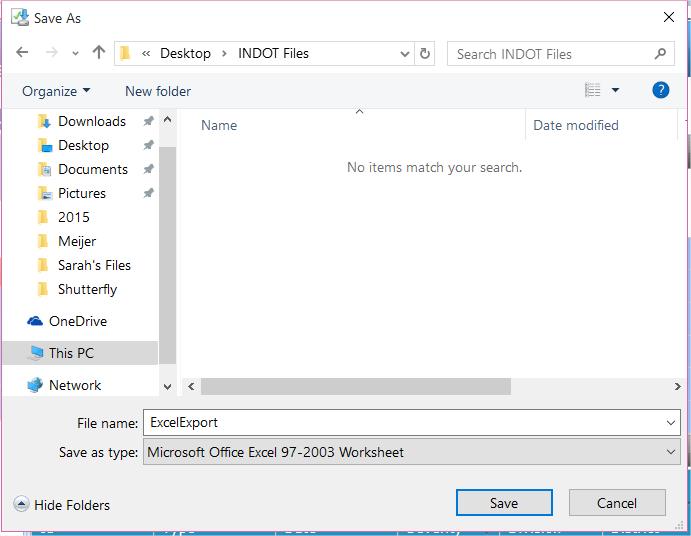 Save As
« Desktop > INDOT Files
Search INDOT Files
Organize
New folder
?
Downloads
Desktop
Documents
Pictures
2015
Meijer
Sarah's Files
Shutterfly
OneDrive
This PC
Network
Name
Date modified
No items match your search.
File name: ExcelExport
Save as type: Microsoft Office Excel 97-2003 Worksheet
Hide Folders
Save
Cancel